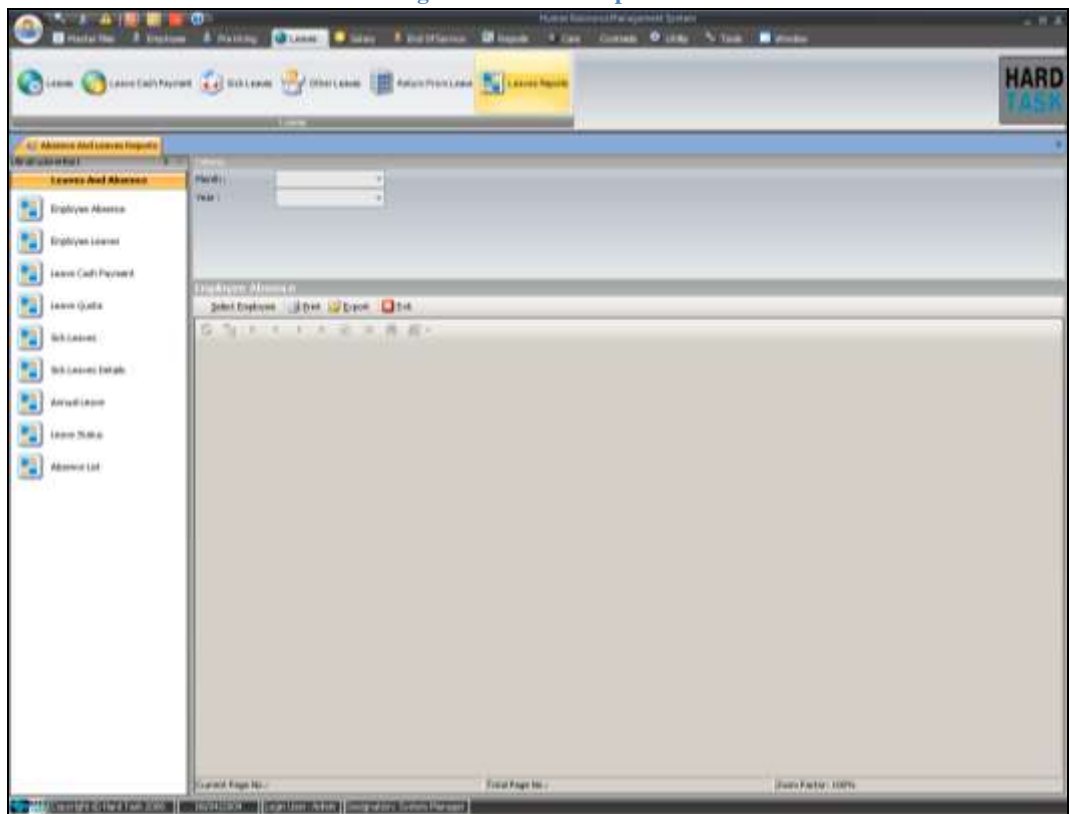 Human Resource Management System
Master Files Employee Leaves Salary End Of Service Reports Cars Contracts Utility Tools Window
Leaves Leave Cash Payment Sick Leaves Other Leaves Return From Leave Leaves Reports
HARD
TASK
Leaves
Absence And Leaves Reports
Leaves And Absence
Employee Absence
Employee Leaves
Leave Cash Payment
Leave Quota
Sick Leaves
Sick Leaves Details
Annual Leave
Leave Status
Absence List
Month :
Year :
Employee Absence
Select Employee Print Export Exit
Current Page No.: Total Page No.: Zoom Factor: 100%
Login User : Admin Designation: System Manager